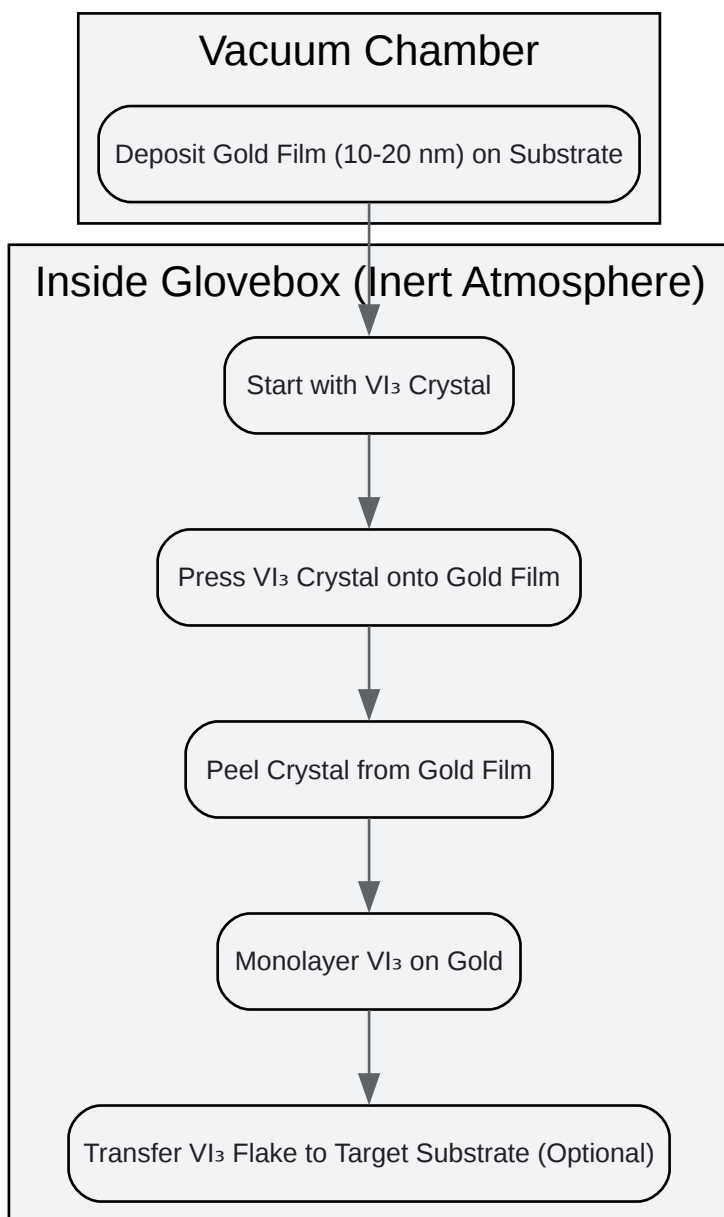 Vacuum Chamber
Deposit Gold Film (10-20 nm) on Substrate
Inside Glovebox (Inert Atmosphere)
Start with VI₃ Crystal
Press VI₃ Crystal onto Gold Film
Peel Crystal from Gold Film
Monolayer VI₃ on Gold
Transfer VI₃ Flake to Target Substrate (Optional)